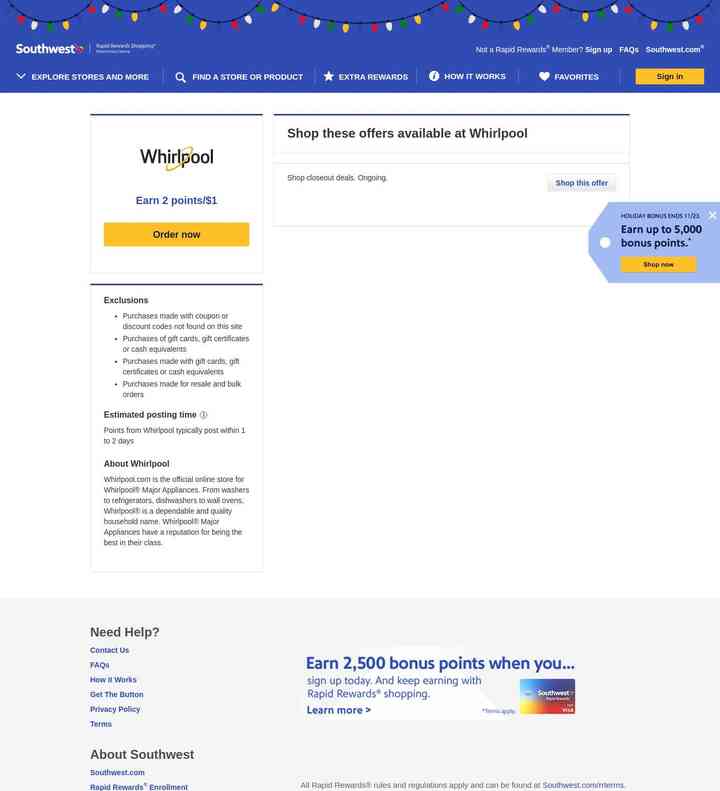 Southwest
Rapid Rewards Shopping®
Not a Rapid Rewards® Member? Sign up FAQs Southwest.com®
EXPLORE STORES AND MORE FIND A STORE OR PRODUCT EXTRA REWARDS HOW IT WORKS FAVORITES Sign in
Whirlpool
Earn 2 points/$1
Order now
Shop these offers available at Whirlpool
Shop closeout deals. Ongoing.
Shop this offer
HOLIDAY BONUS ENDS 11/23
Earn up to 5,000
bonus points.*
Shop now
Exclusions
• Purchases made with coupon or
discount codes not found on this site
• Purchases of gift cards, gift certificates
or cash equivalents
• Purchases made with gift cards, gift
certificates or cash equivalents
• Purchases made for resale and bulk
orders
Estimated posting time
Points from Whirlpool typically post within 1
to 2 days
About Whirlpool
Whirlpool.com is the official online store for
Whirlpool® Major Appliances. From washers
to refrigerators, dishwashers to wall ovens,
Whirlpool® is a dependable and quality
household name. Whirlpool® Major
Appliances have a reputation for being the
best in their class.
Need Help?
Contact Us
FAQs
How it Works
Get The Button
Privacy Policy
Terms
Earn 2,500 bonus points when you...
sign up today. And keep earning with
Rapid Rewards® shopping.
Learn more >
*Terms apply.
Southwest
Rapid Rewards
VISA
About Southwest
Southwest.com
Rapid Rewards® Enrollment
All Rapid Rewards® rules and regulations apply and can be found at Southwest.com/rrterms.